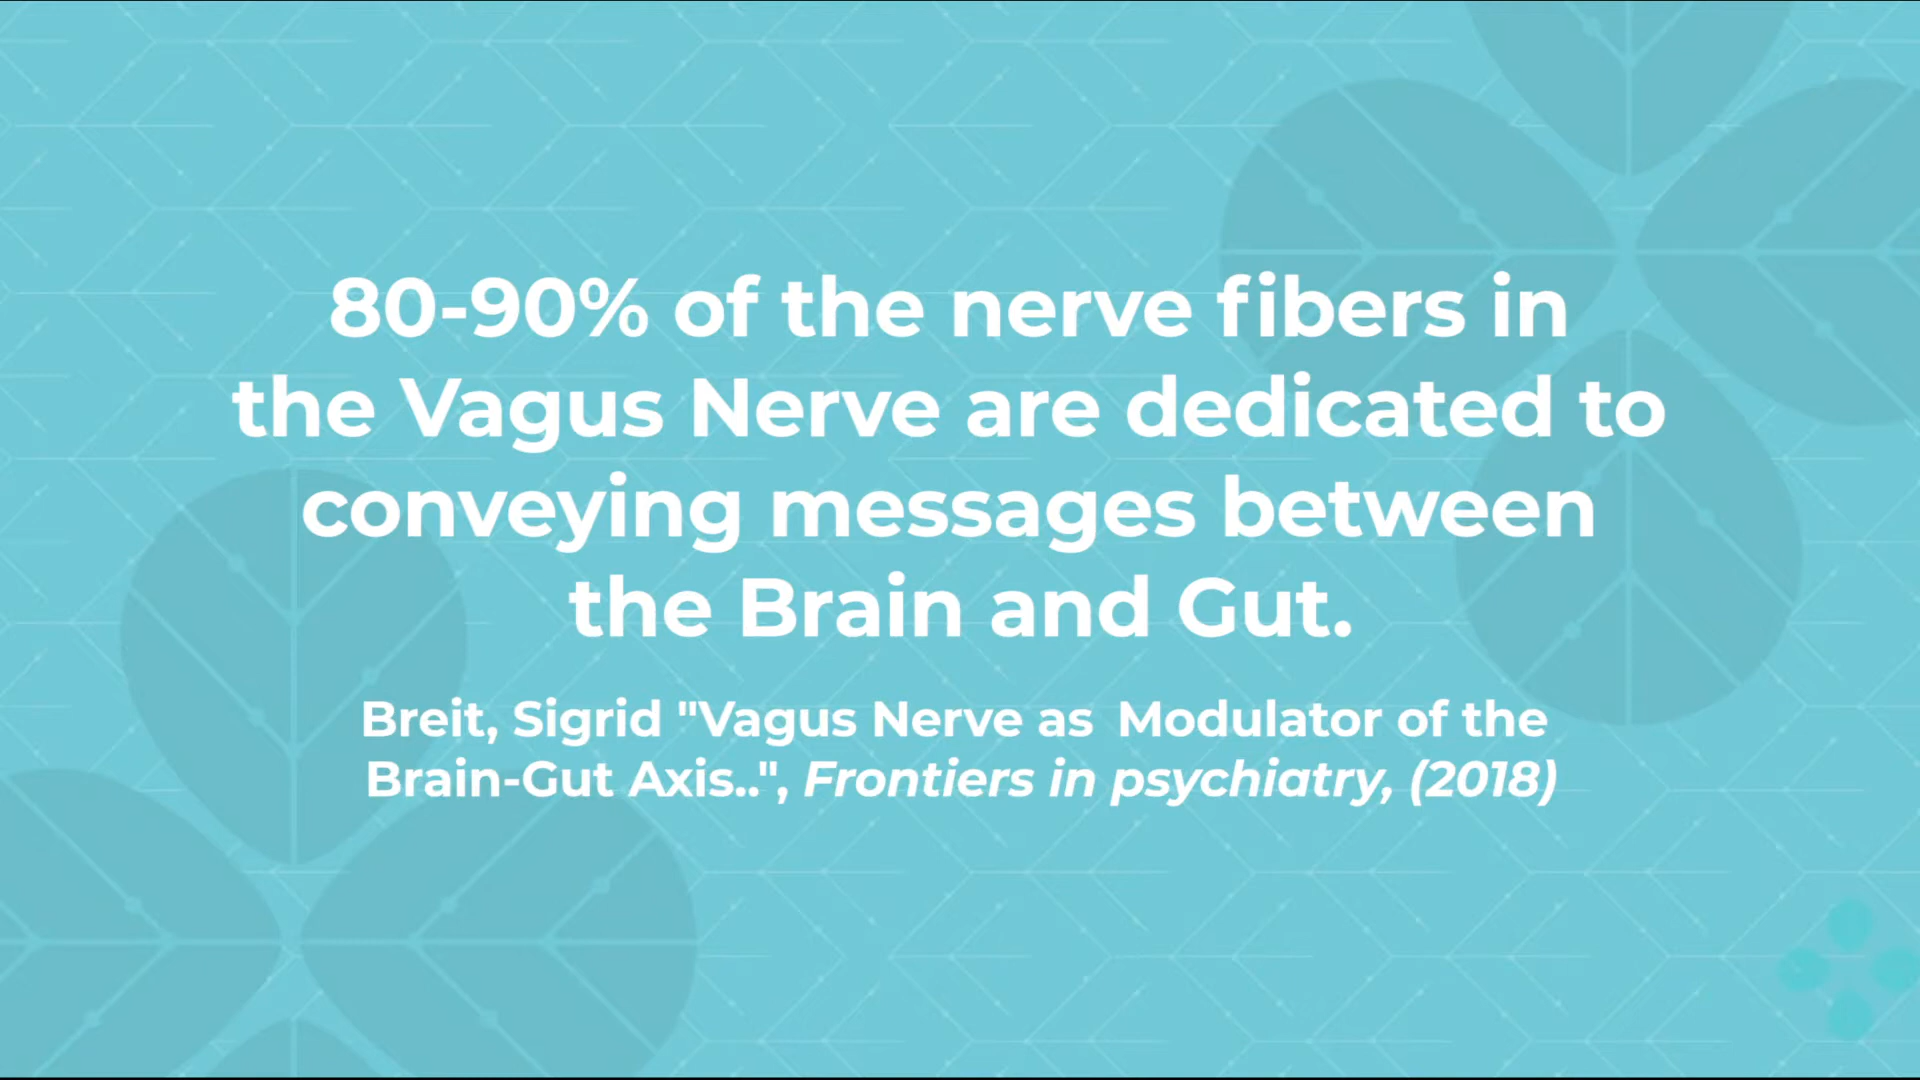 80-90% of the nerve fibers in
the Vagus Nerve are dedicated to
conveying messages between
the Brain and Gut.
Breit, Sigrid "Vagus Nerve as Modulator of the
Brain-Gut Axis..", Frontiers in psychiatry, (2018)